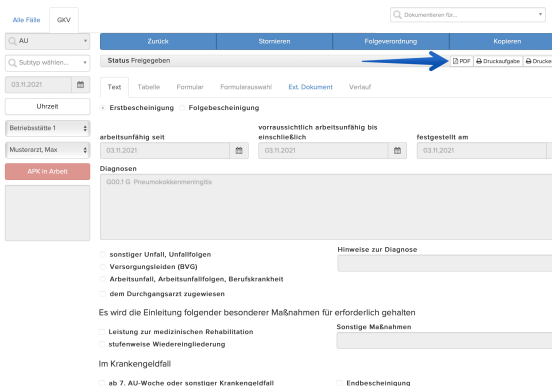 Alle Fälle GKV Dokumentieren für...
AU Zurück Stornieren Folgeverordnung Kopieren
Subtyp wählen... Status Freigegeben PDF Druckaufgabe Drucke
03.11.2021 Text Tabelle Formular Formularauswahl Ext. Dokument Verlauf
Uhrzeit Erstbescheinigung Folgebescheinigung
Betriebsstätte 1 arbeitsunfähig seit vorraussichtlich arbeitsunfähig bis einschließlich festgestellt am
Musterarzt, Max 03.11.2021 03.11.2021 03.11.2021
APK in Arbeit Diagnosen
G00.1 G Pneumokokkenmeningitis
sonstiger Unfall, Unfallfolgen Hinweise zur Diagnose
Versorgungsleiden (BVG)
Arbeitsunfall, Arbeitsunfallfolgen, Berufskrankheit
dem Durchgangsarzt zugewiesen
Es wird die Einleitung folgender besonderer Maßnahmen für erforderlich gehalten
Leistung zur medizinischen Rehabilitation Sonstige Maßnahmen
stufenweise Wiedereingliederung
Im Krankengeldfall
ab 7. AU-Woche oder sonstiger Krankengeldfall Endbescheinigung